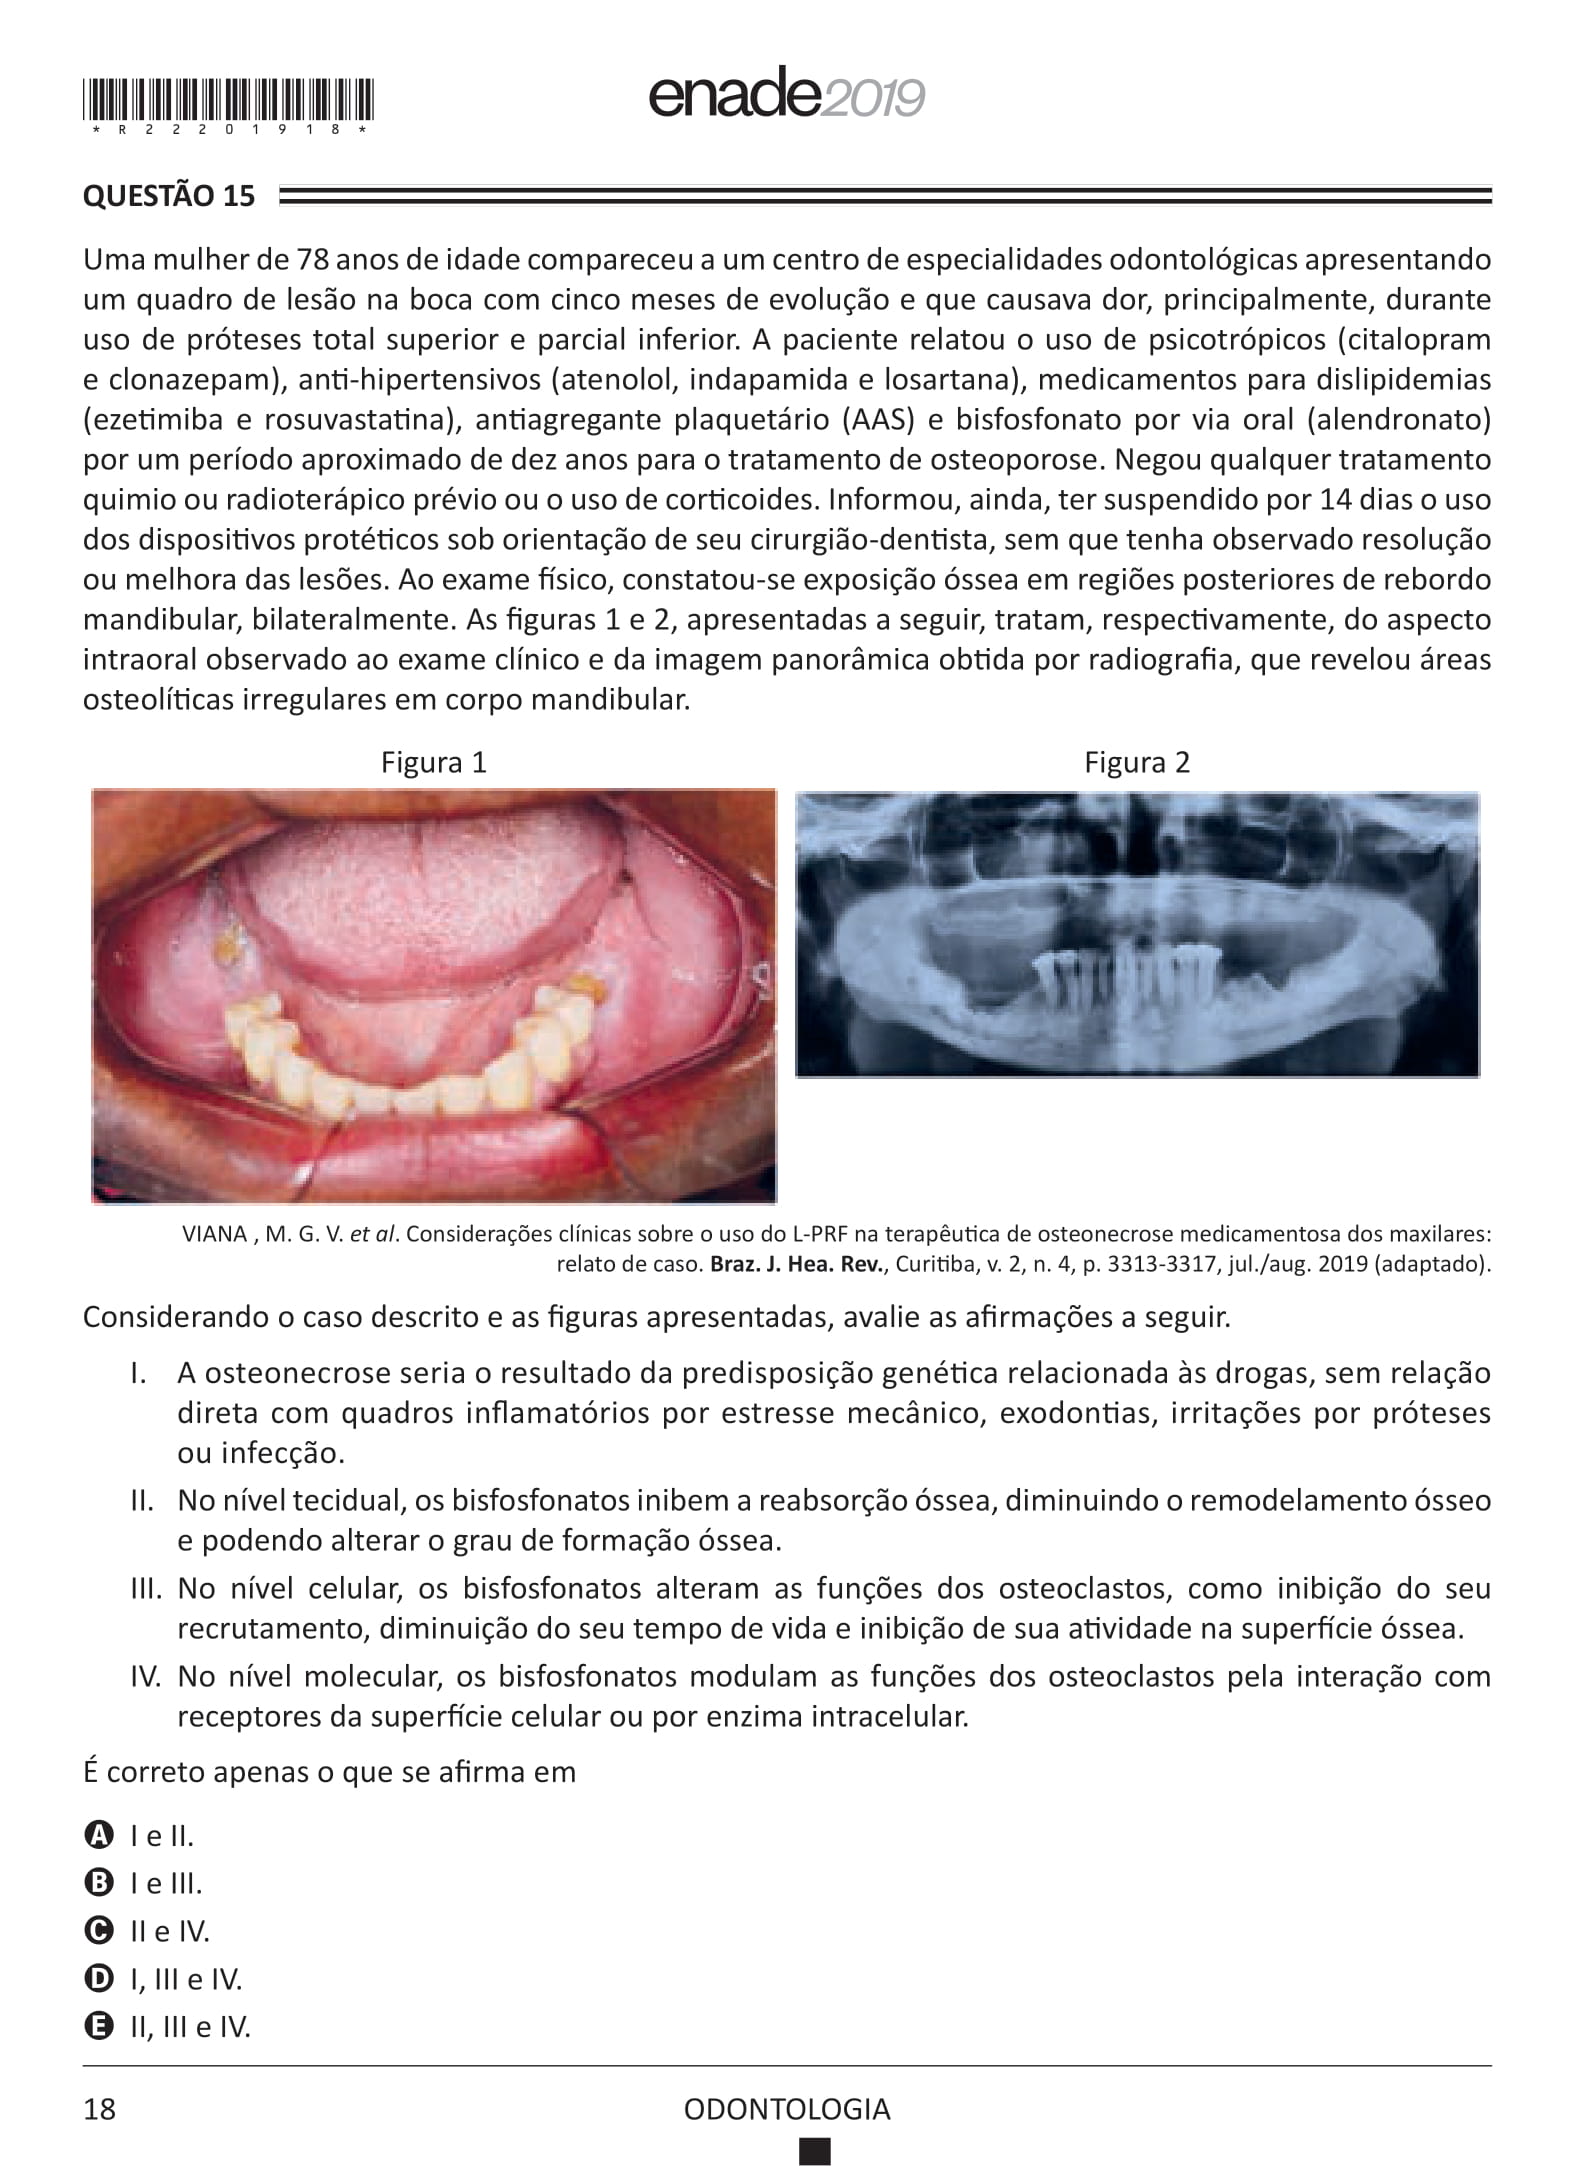 *R22201918*
enade2019
QUESTÃO 15
Uma mulher de 78 anos de idade compareceu a um centro de especialidades odontológicas apresentando
um quadro de lesão na boca com cinco meses de evolução e que causava dor, principalmente, durante
uso de próteses total superior e parcial inferior. A paciente relatou o uso de psicotrópicos (citalopram
e clonazepam), anti-hipertensivos (atenolol, indapamida e losartana), medicamentos para dislipidemias
(ezetimiba e rosuvastatina), antiagregante plaquetário (AAS) e bisfosfonato por via oral (alendronato)
por um período aproximado de dez anos para o tratamento de osteoporose. Negou qualquer tratamento
quimio ou radioterápico prévio ou o uso de corticoides. Informou, ainda, ter suspendido por 14 dias o uso
dos dispositivos protéticos sob orientação de seu cirurgião-dentista, sem que tenha observado resolução
ou melhora das lesões. Ao exame físico, constatou-se exposição óssea em regiões posteriores de rebordo
mandibular, bilateralmente. As figuras 1 e 2, apresentadas a seguir, tratam, respectivamente, do aspecto
intraoral observado ao exame clínico e da imagem panorâmica obtida por radiografia, que revelou áreas
osteolíticas irregulares em corpo mandibular.
Figura 1
Figura 2
VIANA , M. G. V. et al. Considerações clínicas sobre o uso do L-PRF na terapêutica de osteonecrose medicamentosa dos maxilares:
relato de caso. Braz. J. Hea. Rev., Curitiba, v. 2, n. 4, p. 3313-3317, jul./aug. 2019 (adaptado).
Considerando o caso descrito e as figuras apresentadas, avalie as afirmações a seguir.
I. A osteonecrose seria o resultado da predisposição genética relacionada às drogas, sem relação
direta com quadros inflamatórios por estresse mecânico, exodontias, irritações por próteses
ou infecção.
II. No nível tecidual, os bisfosfonatos inibem a reabsorção óssea, diminuindo o remodelamento ósseo
e podendo alterar o grau de formação óssea.
III. No nível celular, os bisfosfonatos alteram as funções dos osteoclastos, como inibição do seu
recrutamento, diminuição do seu tempo de vida e inibição de sua atividade na superfície óssea.
IV. No nível molecular, os bisfosfonatos modulam as funções dos osteoclastos pela interação com
receptores da superfície celular ou por enzima intracelular.
É correto apenas o que se afirma em
A I e II.
B I e III.
C II e IV.
D I, III e IV.
E II, III e IV.
18
ODONTOLOGIA